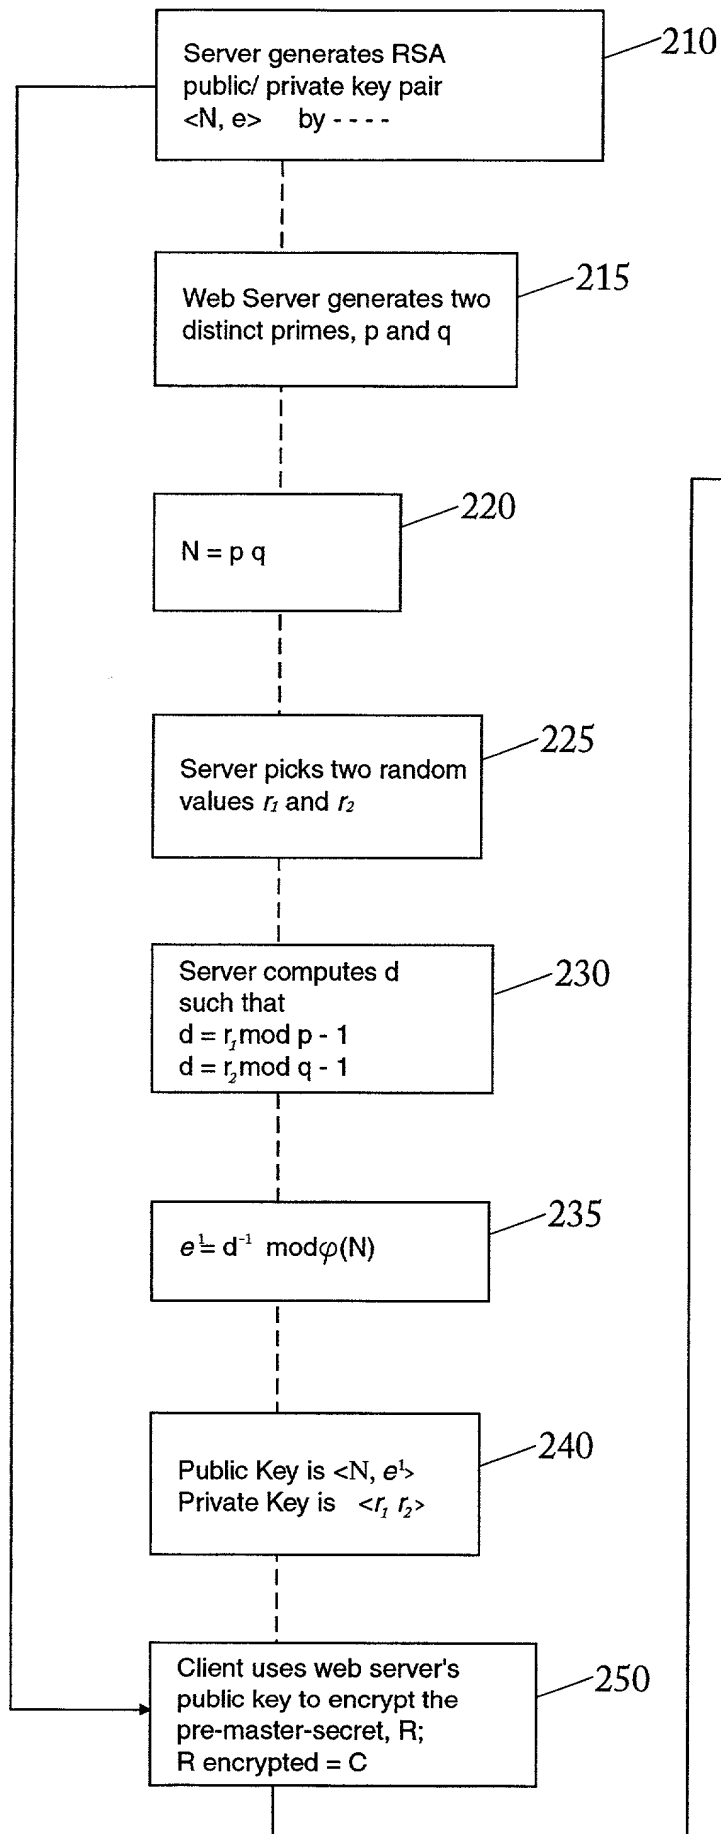 Server generates RSA
public/ private key pair
<N, e> by - - - -
210
Web Server generates two
distinct primes, p and q
215
N = p q
220
Server picks two random
values r₁ and r₂
225
Server computes d
such that
d = r₁ mod p - 1
d = r₂ mod q - 1
230
e¹= d⁻¹ modφ(N)
235
Public Key is <N, e¹>
Private Key is <r₁ r₂>
240
Client uses web server's
public key to encrypt the
pre-master-secret, R;
R encrypted = C
250